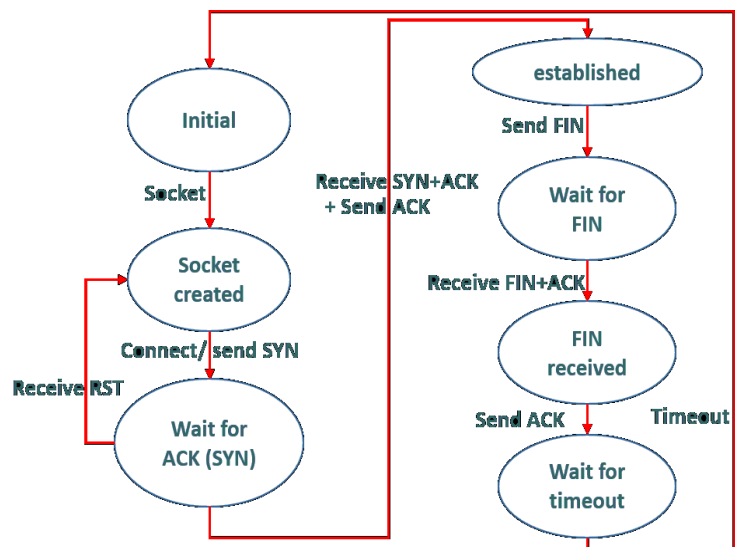 Initial
Socket
Socket
created
Connect/ send SYN
Receive RST
Wait for
ACK (SYN)
Receive SYN+ACK
+ Send ACK
established
Send FIN
Wait for
FIN
Receive FIN+ACK
FIN
received
Send ACK
Timeout
Wait for
timeout